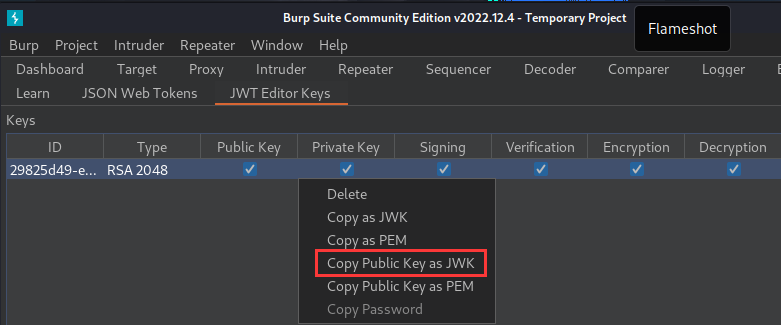 Burp Suite Community Edition v2022.12.4 - Temporary Project
Flameshot
Burp Project Intruder Repeater Window Help
Dashboard Target Proxy Intruder Repeater Sequencer Decoder Comparer Logger
Learn JSON Web Tokens JWT Editor Keys
Keys
ID Type Public Key Private Key Signing Verification Encryption Decryption
29825d49-e... RSA 2048
Delete
Copy as JWK
Copy as PEM
Copy Public Key as JWK
Copy Public Key as PEM
Copy Password